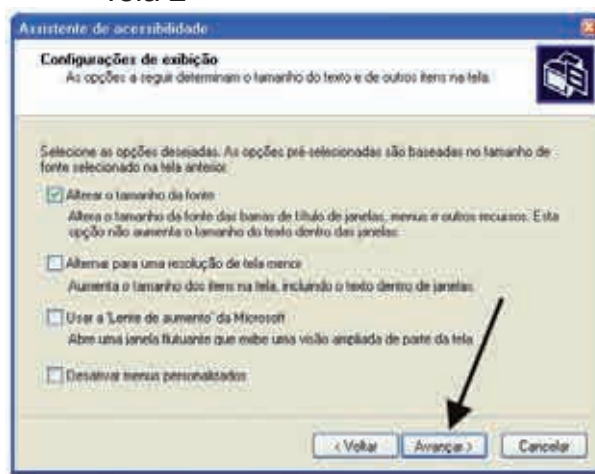 Assistente de acessibilidade
Configurações de exibição
As opções a seguir determinam o tamanho do texto e de outros itens na tela.
Selecione as opções desejadas. As opções pré-selecionadas são baseadas no tamanho de
fonte selecionado na tela anterior.
Alterar o tamanho da fonte
Altera o tamanho da fonte das barras de título de janelas, menus e outros recursos. Esta
opção não aumenta o tamanho do texto dentro das janelas.
Alternar para uma resolução de tela menor
Aumenta o tamanho dos itens na tela, incluindo o texto dentro de janelas.
Usar a 'Lente de aumento' da Microsoft
Abre uma janela flutuante que exibe uma visão ampliada de parte da tela.
Desativar menus personalizados
< Voltar Avançar > Cancelar